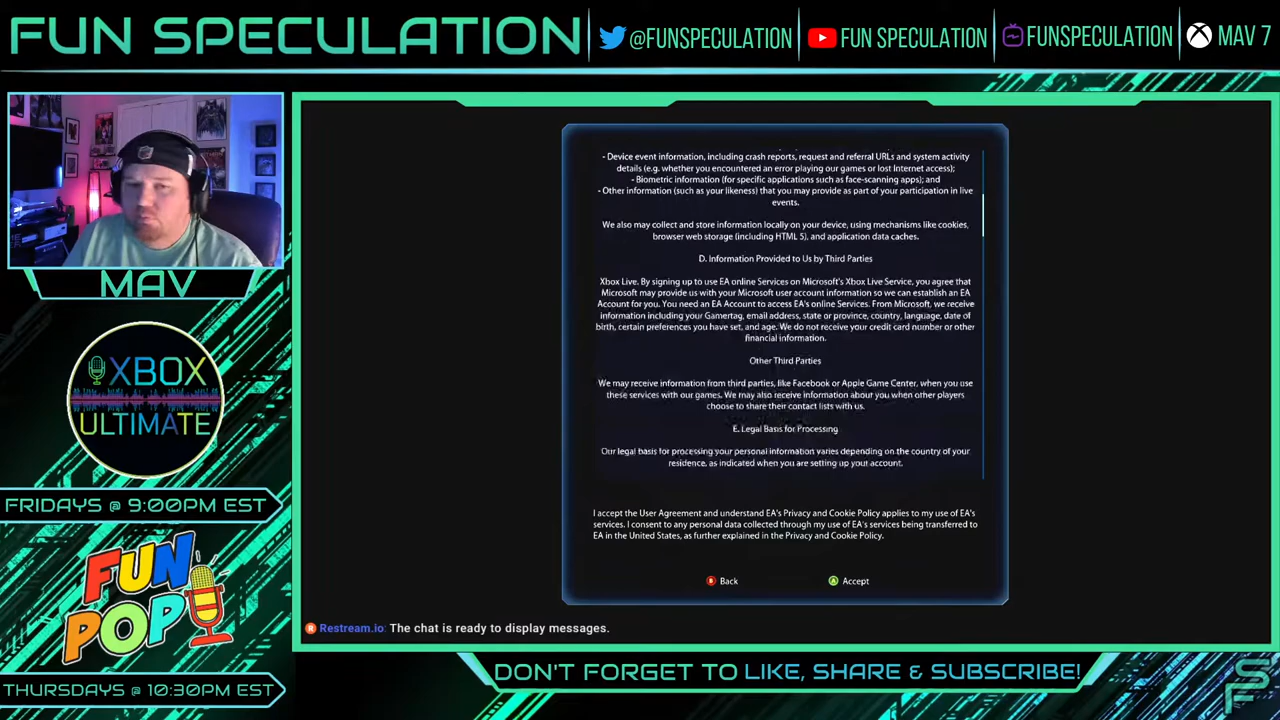 FUN SPECULATION
@FUNSPECULATION
FUN SPECULATION
FUNSPECULATION
MAV 7
- Device event information, including crash reports, request and referral URLs and system activity
details (e.g. whether you encountered an error playing our games or lost Internet access);
- Biometric information (for specific applications such as face-scanning apps); and
- Other information (such as your likeness) that you may provide as part of your participation in live
events.
We also may collect and store information locally on your device, using mechanisms like cookies,
browser web storage (including HTML 5), and application data caches.
D. Information Provided to Us by Third Parties
Xbox Live. By signing up to use EA online Services on Microsoft's Xbox Live Service, you agree that
Microsoft may provide us with your Microsoft user account information so we can establish an EA
Account for you. You need an EA Account to access EA's online Services. From Microsoft, we receive
information including your Gamertag, email address, state or province, country, language, date of
birth, certain preferences you have set, and age. We do not receive your credit card number or other
financial information.
Other Third Parties
We may receive information from third parties, like Facebook or Apple Game Center, when you use
these services with our games. We may also receive information about you when other players
choose to share their contact lists with us.
E. Legal Basis for Processing
Our legal basis for processing your personal information varies depending on the country of your
residence, as indicated when you are setting up your account.
I accept the User Agreement and understand EA's Privacy and Cookie Policy applies to my use of EA's
services. I consent to any personal data collected through my use of EA's services being transferred to
EA in the United States, as further explained in the Privacy and Cookie Policy.
B Back
A Accept
MAV
XBOX
ULTIMATE
FRIDAYS @ 9:00PM EST
FUN
POP
THURSDAYS @ 10:30PM EST
R Restream.io: The chat is ready to display messages.
DON'T FORGET TO LIKE, SHARE & SUBSCRIBE!
SF